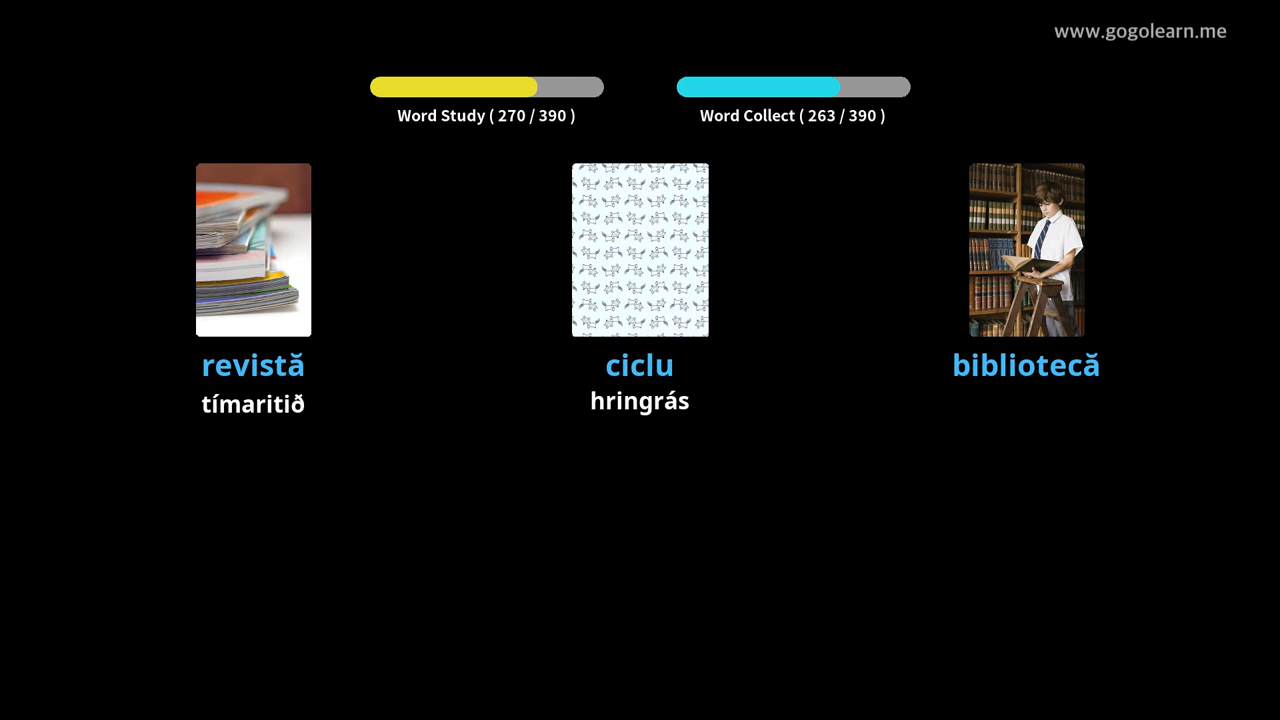 www.gogolearn.me
Word Study ( 270 / 390 )
Word Collect ( 263 / 390 )
revistă
ciclu
bibliotecă
tímaritið
hringrás